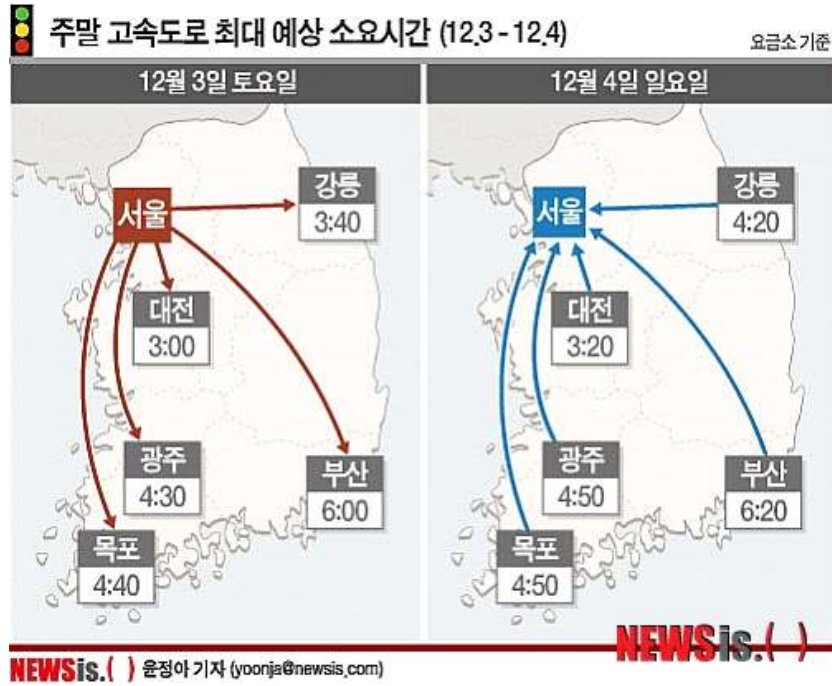 주말 고속도로 최대 예상 소요시간 (12.3 - 12.4)
요금소 기준
12월 3일 토요일
서울
강릉
3:40
대전
3:00
광주
4:30
부산
6:00
목포
4:40
12월 4일 일요일
서울
강릉
4:20
대전
3:20
광주
4:50
부산
6:20
목포
4:50
NEWSis.( )
NEWSis.( ) 윤정아 기자 (yoonja@newsis.com)